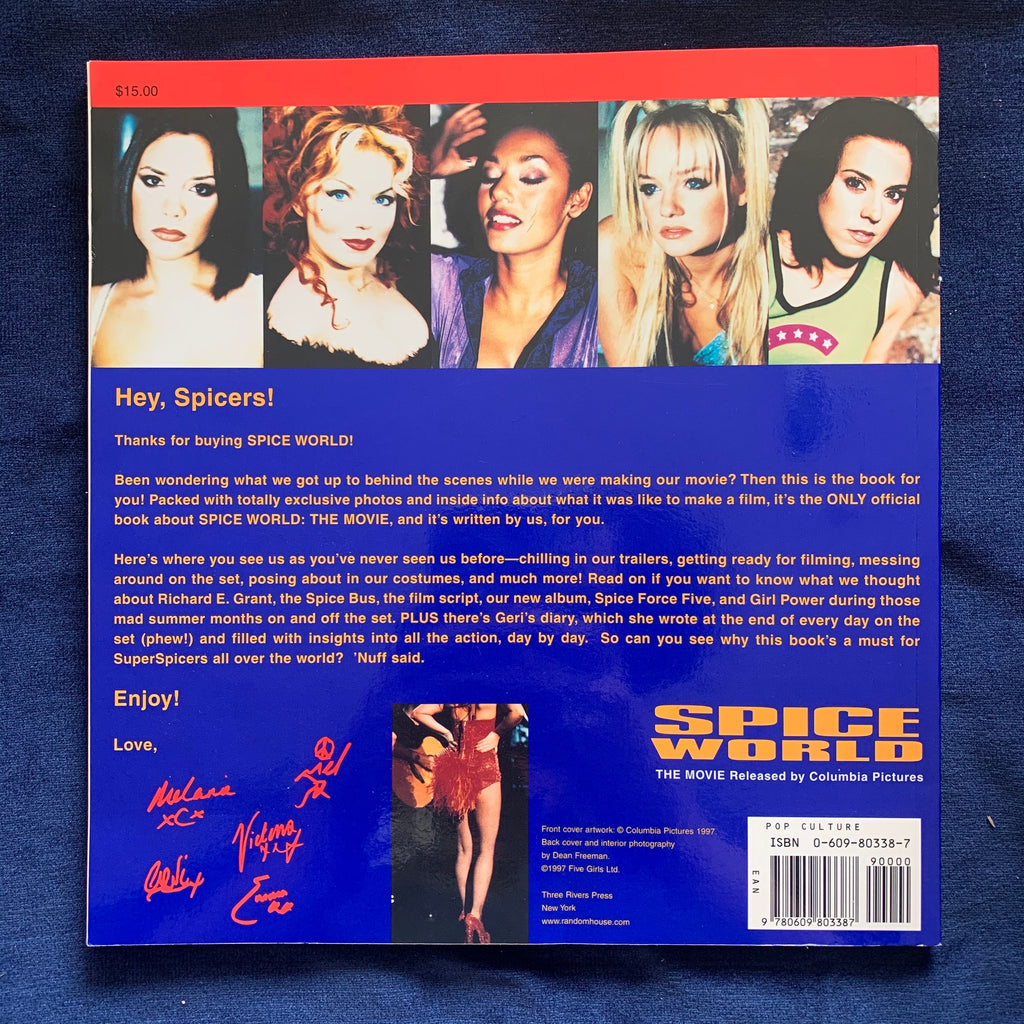 $15.00
Hey, Spicers!
Thanks for buying SPICE WORLD!
Been wondering what we got up to behind the scenes while we were making our movie? Then this is the book for
you! Packed with totally exclusive photos and inside info about what it was like to make a film, it's the ONLY official
book about SPICE WORLD: THE MOVIE, and it's written by us, for you.
Here's where you see us as you've never seen us before—chilling in our trailers, getting ready for filming, messing
around on the set, posing about in our costumes, and much more! Read on if you want to know what we thought
about Richard E. Grant, the Spice Bus, the film script, our new album, Spice Force Five, and Girl Power during those
mad summer months on and off the set. PLUS there's Geri's diary, which she wrote at the end of every day on the
set (phew!) and filled with insights into all the action, day by day. So can you see why this book's a must for
SuperSpicers all over the world? 'Nuff said.
Enjoy!
Love,
Melanie
xCx
Mel
Victoria
Geri x
Emma
SPICE
WORLD
THE MOVIE Released by Columbia Pictures
Front cover artwork: © Columbia Pictures 1997.
Back cover and interior photography
by Dean Freeman.
©1997 Five Girls Ltd.
Three Rivers Press
New York
www.randomhouse.com
POP CULTURE
ISBN 0-609-80338-7
90000
EAN
9 780609 803387